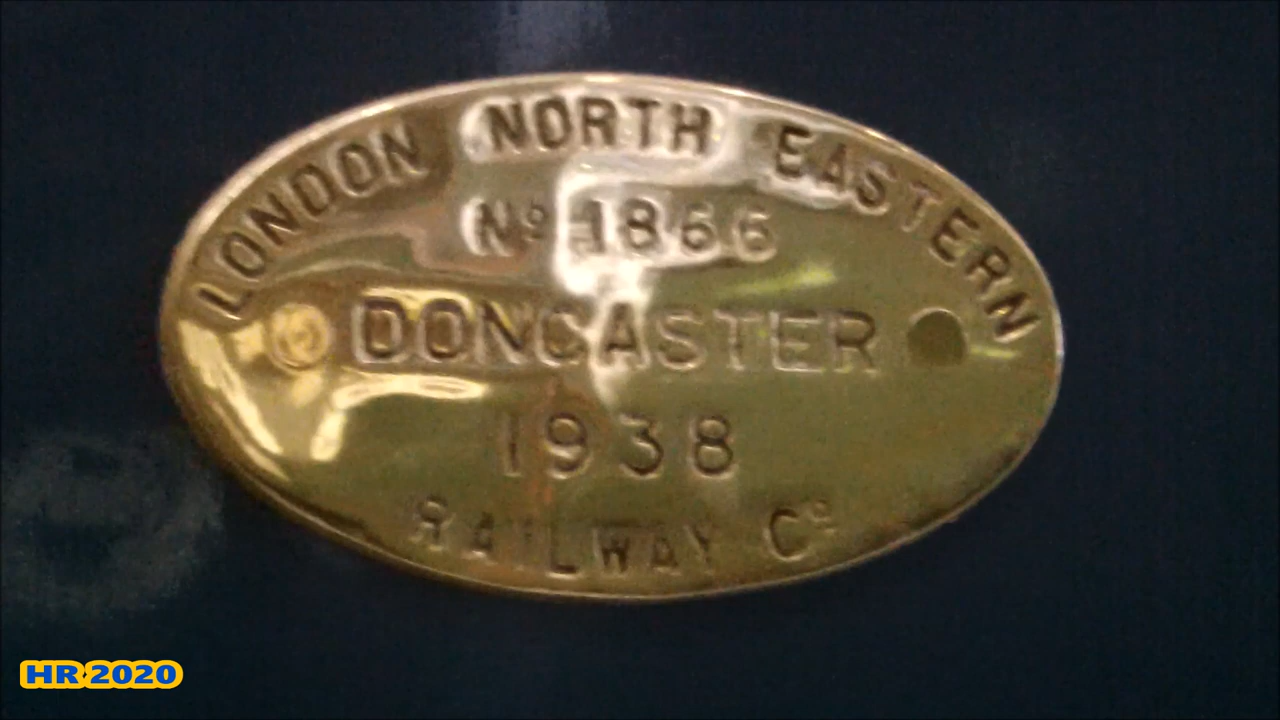 LONDON NORTH EASTERN
Nº 1866
DONCASTER
1938
RAILWAY Cº
HR 2020